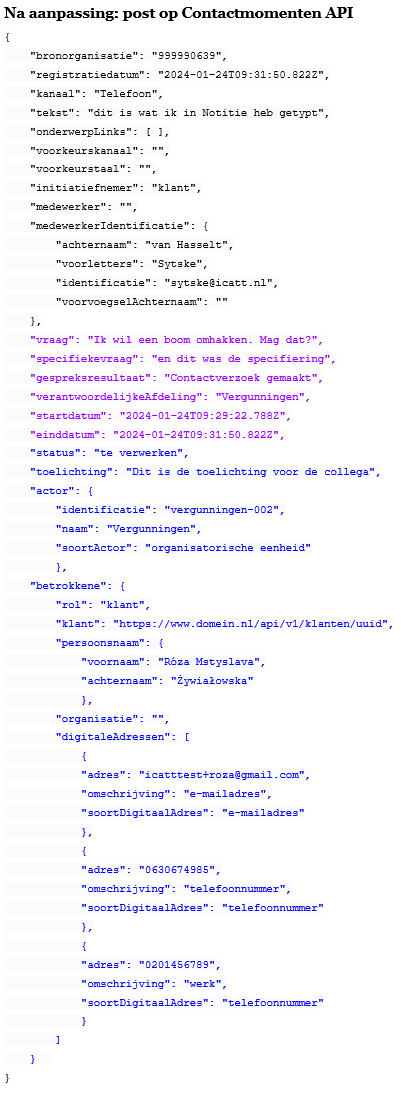 Na aanpassing: post op Contactmomenten API
{
    "bronorganisatie": "999990639",
    "registratiedatum": "2024-01-24T09:31:50.822Z",
    "kanaal": "Telefoon",
    "tekst": "dit is wat ik in Notitie heb getypt",
    "onderwerpLinks": [ ],
    "voorkeurskanaal": "",
    "voorkeurstaal": "",
    "initiatiefnemer": "klant",
    "medewerker": "",
    "medewerkerIdentificatie": {
        "achternaam": "van Hasselt",
        "voorletters": "Sytske",
        "identificatie": "sytske@icatt.nl",
        "voorvoegselAchternaam": ""
    },
    "vraag": "Ik wil een boom omhakken. Mag dat?",
    "specifiekevraag": "en dit was de specifiering",
    "gespreksresultaat": "Contactverzoek gemaakt",
    "verantwoordelijkeAfdeling": "Vergunningen",
    "startdatum": "2024-01-24T09:29:22.788Z",
    "einddatum": "2024-01-24T09:31:50.822Z",
    "status": "te verwerken",
    "toelichting": "Dit is de toelichting voor de collega",
    "actor": {
        "identificatie": "vergunningen-002",
        "naam": "Vergunningen",
        "soortActor": "organisatorische eenheid"
        },
    "betrokkene": {
        "rol": "klant",
        "klant": "https://www.domein.nl/api/v1/klanten/uuid",
        "persoonsnaam": {
            "voornaam": "Róza Mstyslava",
            "achternaam": "Żywiałowska"
            },
        "organisatie": "",
        "digitaleAdressen": [
            {
            "adres": "icatttest+roza@gmail.com",
            "omschrijving": "e-mailadres",
            "soortDigitaalAdres": "e-mailadres"
            },
            {
            "adres": "0630674985",
            "omschrijving": "telefoonnummer",
            "soortDigitaalAdres": "telefoonnummer"
            },
            {
            "adres": "0201456789",
            "omschrijving": "werk",
            "soortDigitaalAdres": "telefoonnummer"
            }
        ]
    }
}